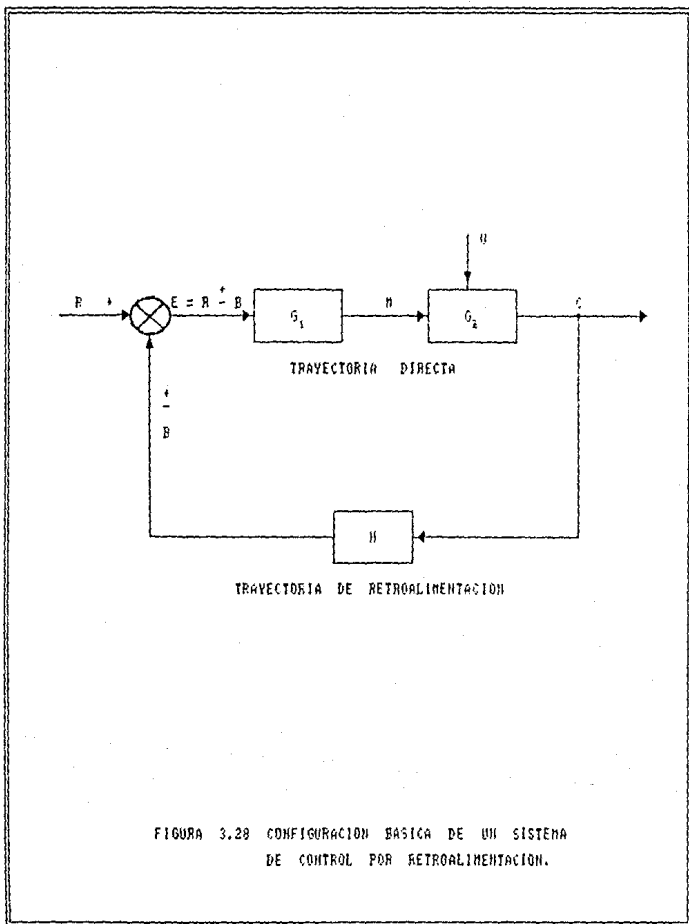 R +
E = R ± B
G₁
M
G₂
C
TRAYECTORIA DIRECTA
±
B
H
TRAYECTORIA DE RETROALIMENTACION
FIGURA 3.28 CONFIGURACION BASICA DE UN SISTEMA
DE CONTROL POR RETROALIMENTACION.